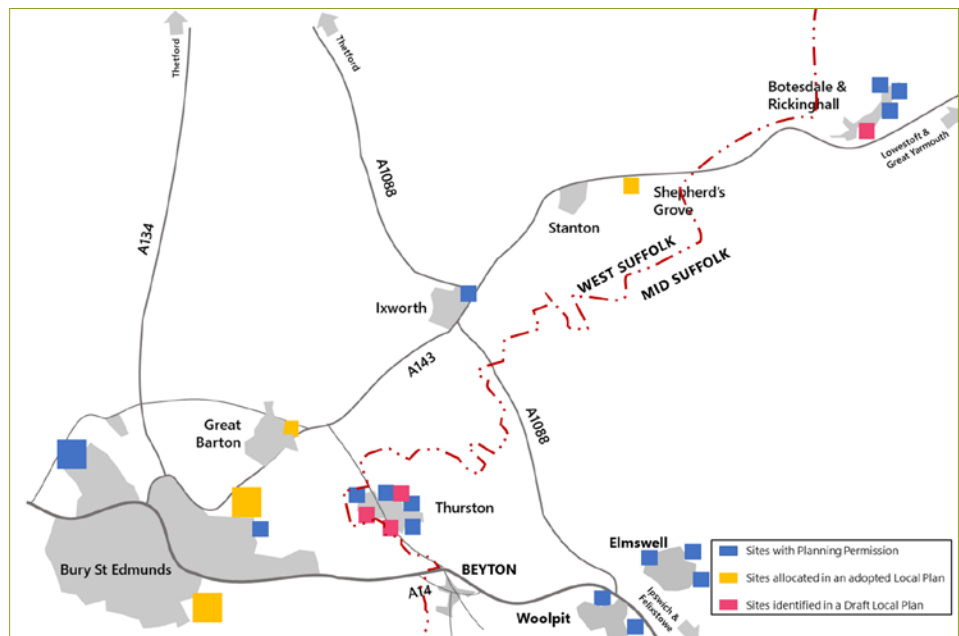 Thetford
Thetford
Botesdale &
Rickinghall
Lowestoft &
Great Yarmouth
A1088
A134
Shepherd's
Grove
Stanton
WEST SUFFOLK
MID SUFFOLK
Ixworth
A143
A1088
Great
Barton
Thurston
Elmswell
BEYTON
Bury St Edmunds
A14
Ipswich &
Felixstowe
Woolpit
Sites with Planning Permission
Sites allocated in an adopted Local Plan
Sites identified in a Draft Local Plan